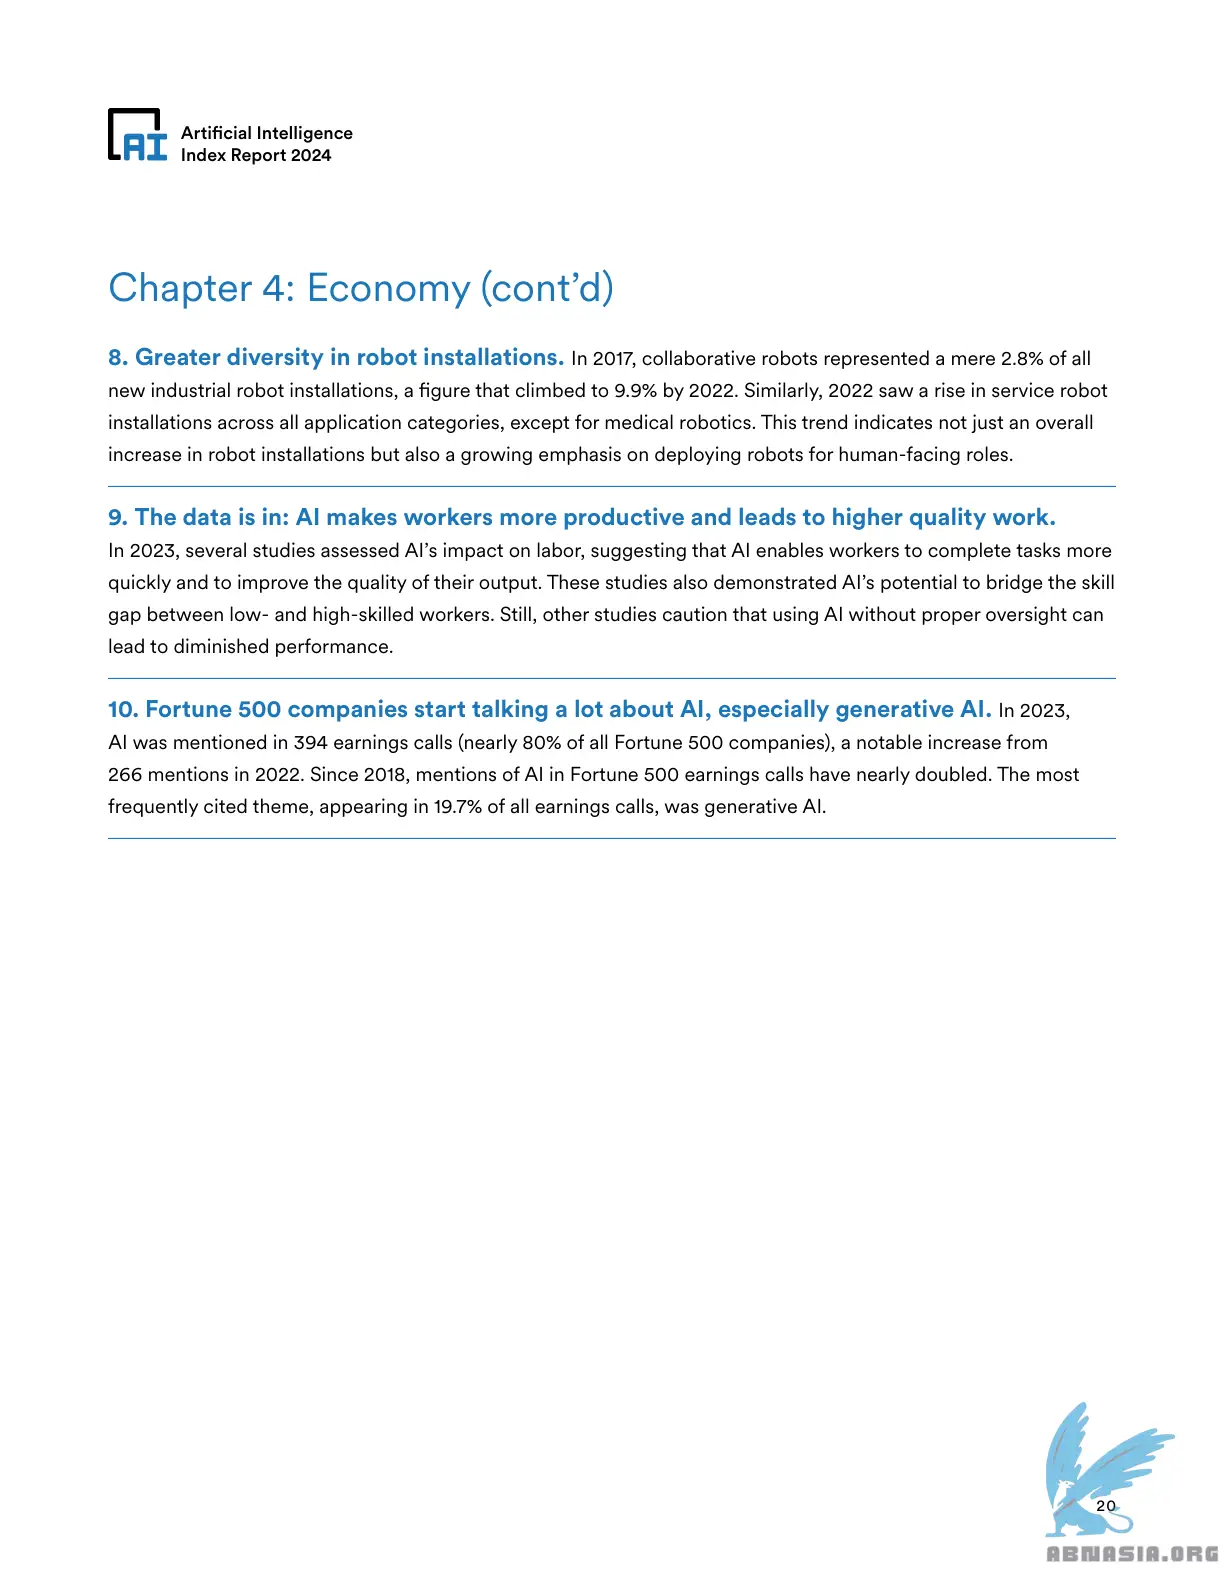 AI
Artificial Intelligence
Index Report 2024
Chapter 4: Economy (cont’d)
8. Greater diversity in robot installations. In 2017, collaborative robots represented a mere 2.8% of all
new industrial robot installations, a figure that climbed to 9.9% by 2022. Similarly, 2022 saw a rise in service robot
installations across all application categories, except for medical robotics. This trend indicates not just an overall
increase in robot installations but also a growing emphasis on deploying robots for human-facing roles.
9. The data is in: AI makes workers more productive and leads to higher quality work.
In 2023, several studies assessed AI’s impact on labor, suggesting that AI enables workers to complete tasks more
quickly and to improve the quality of their output. These studies also demonstrated AI’s potential to bridge the skill
gap between low- and high-skilled workers. Still, other studies caution that using AI without proper oversight can
lead to diminished performance.
10. Fortune 500 companies start talking a lot about AI, especially generative AI. In 2023,
AI was mentioned in 394 earnings calls (nearly 80% of all Fortune 500 companies), a notable increase from
266 mentions in 2022. Since 2018, mentions of AI in Fortune 500 earnings calls have nearly doubled. The most
frequently cited theme, appearing in 19.7% of all earnings calls, was generative AI.
20
ABNASIA.ORG